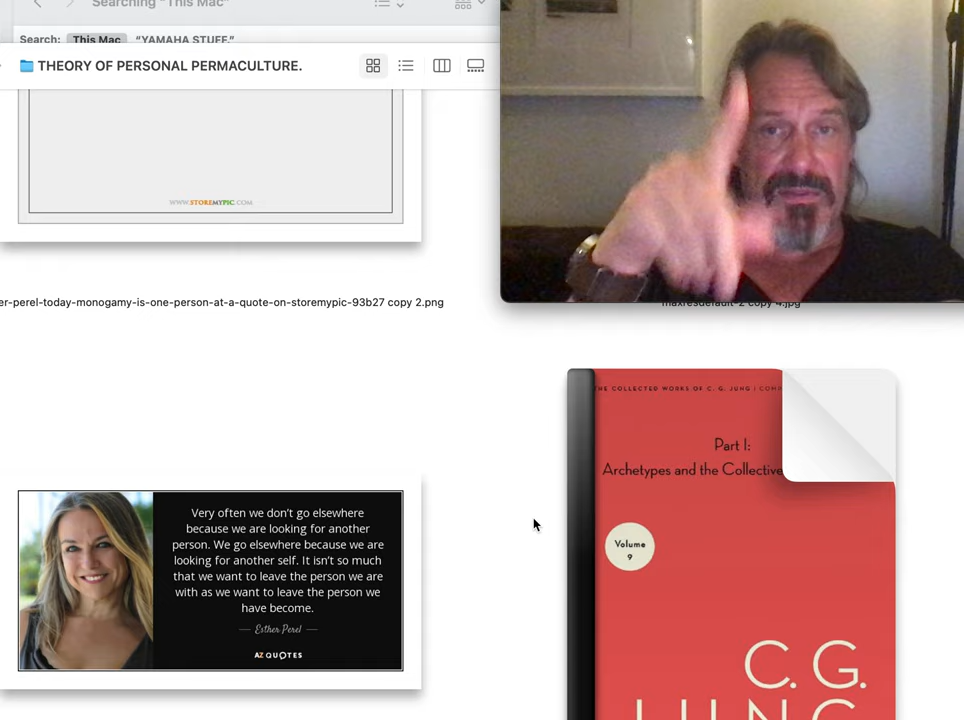 Searching "This Mac"
Search: This Mac "YAMAHA STUFF."
THEORY OF PERSONAL PERMACULTURE.
WWW.STOREMYPIC.COM
er-perel-today-monogamy-is-one-person-at-a-quote-on-storemypic-93b27 copy 2.png
maxresdefault-2 copy 4.jpg
THE COLLECTED WORKS OF C. G. JUNG
Part I:
Archetypes and the Collective
Volume
9
C. G.
JUNG
Very often we don't go elsewhere
because we are looking for another
person. We go elsewhere because we are
looking for another self. It isn't so much
that we want to leave the person we are
with as we want to leave the person we
have become.
Esther Perel
AZ QUOTES